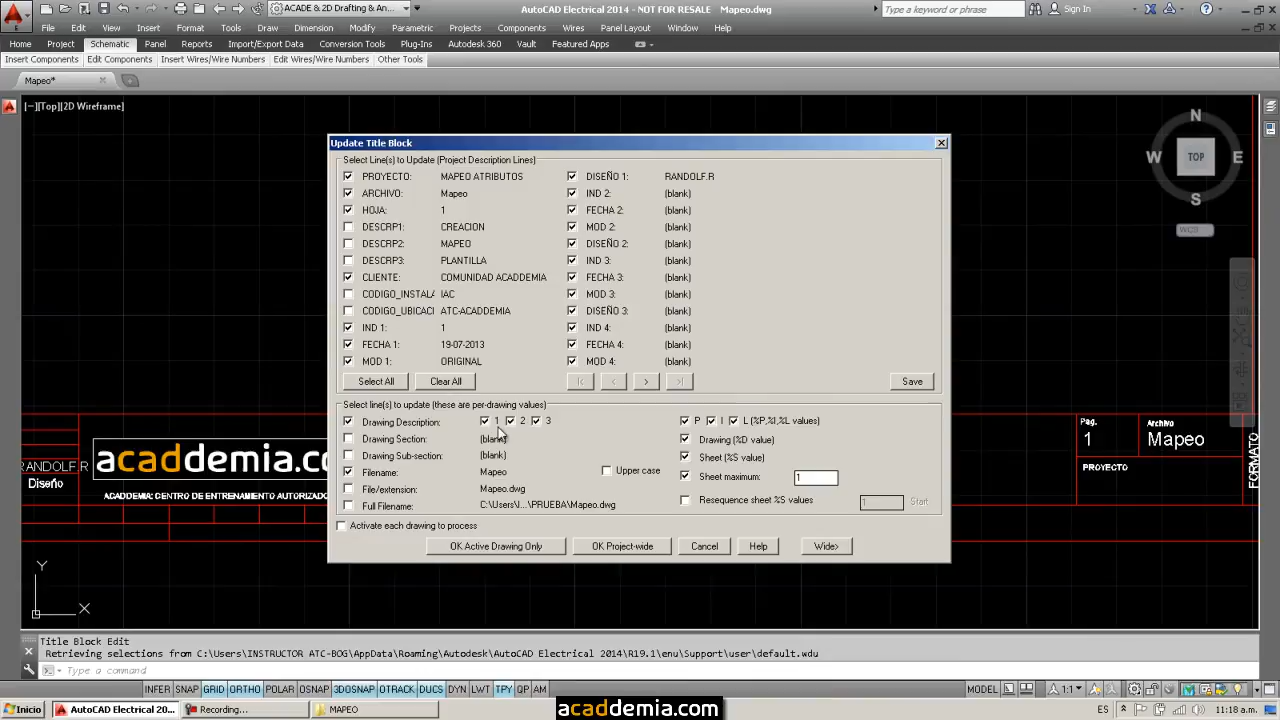 ACADE & 2D Drafting & An...
AutoCAD Electrical 2014 - NOT FOR RESALE Mapeo.dwg
Type a keyword or phrase
Sign In
File Edit View Insert Format Tools Draw Dimension Modify Parametric Projects Components Wires Panel Layout Window Help
Home Project Schematic Panel Reports Import/Export Data Conversion Tools Plug-Ins Autodesk 360 Vault Featured Apps
Insert Components Edit Components Insert Wires/Wire Numbers Edit Wires/Wire Numbers Other Tools
Mapeo*
[−][Top][2D Wireframe]
N
W TOP E
S
Update Title Block
Select Line(s) to Update (Project Description Lines)
PROYECTO: MAPEO ATRIBUTOS DISEÑO 1: RANDOLF.R
ARCHIVO: Mapeo IND 2: (blank)
HOJA: 1 FECHA 2: (blank)
DESCRP1: CREACION MOD 2: (blank)
DESCRP2: MAPEO DISEÑO 2: (blank)
DESCRP3: PLANTILLA IND 3: (blank)
CLIENTE: COMUNIDAD ACADDEMIA FECHA 3: (blank)
CODIGO_INSTALA IAC MOD 3: (blank)
CODIGO_UBICACI ATC-ACADDEMIA DISEÑO 3: (blank)
IND 1: 1 IND 4: (blank)
FECHA 1: 19-07-2013 FECHA 4: (blank)
MOD 1: ORIGINAL MOD 4: (blank)
Select All Clear All |< < > >| Save
Select line(s) to update (these are per-drawing values)
Drawing Description: 1 2 3 P I L (%P,%I,%L values)
Drawing Section: (blank) Drawing (%D value)
Drawing Sub-section: (blank) Sheet (%S value)
Filename: Mapeo Upper case Sheet maximum: 1
File/extension: Mapeo.dwg Resequence sheet %S values 1 Start
Full Filename: C:\Users\I...\PRUEBA\Mapeo.dwg
Activate each drawing to process
OK Active Drawing Only OK Project-wide Cancel Help Wide>
RANDOLF.R
Diseño
acaddemia.com
ACADDEMIA: CENTRO DE ENTRENAMIENTO AUTORIZADO
Pag. Archivo
1 Mapeo
PROYECTO
FORMATO
Y
X
Title Block Edit
Retrieving selections from C:\Users\INSTRUCTOR ATC-BOG\AppData\Roaming\Autodesk\AutoCAD Electrical 2014\R19.1\enu\Support\user\default.wdu
Type a command
INFER SNAP GRID ORTHO POLAR OSNAP 3DOSNAP OTRACK DUCS DYN LWT TPY QP AM MODEL 1:1
Inicio AutoCAD Electrical 20... Recording... MAPEO acaddemia.com ES 11:18 a.m.